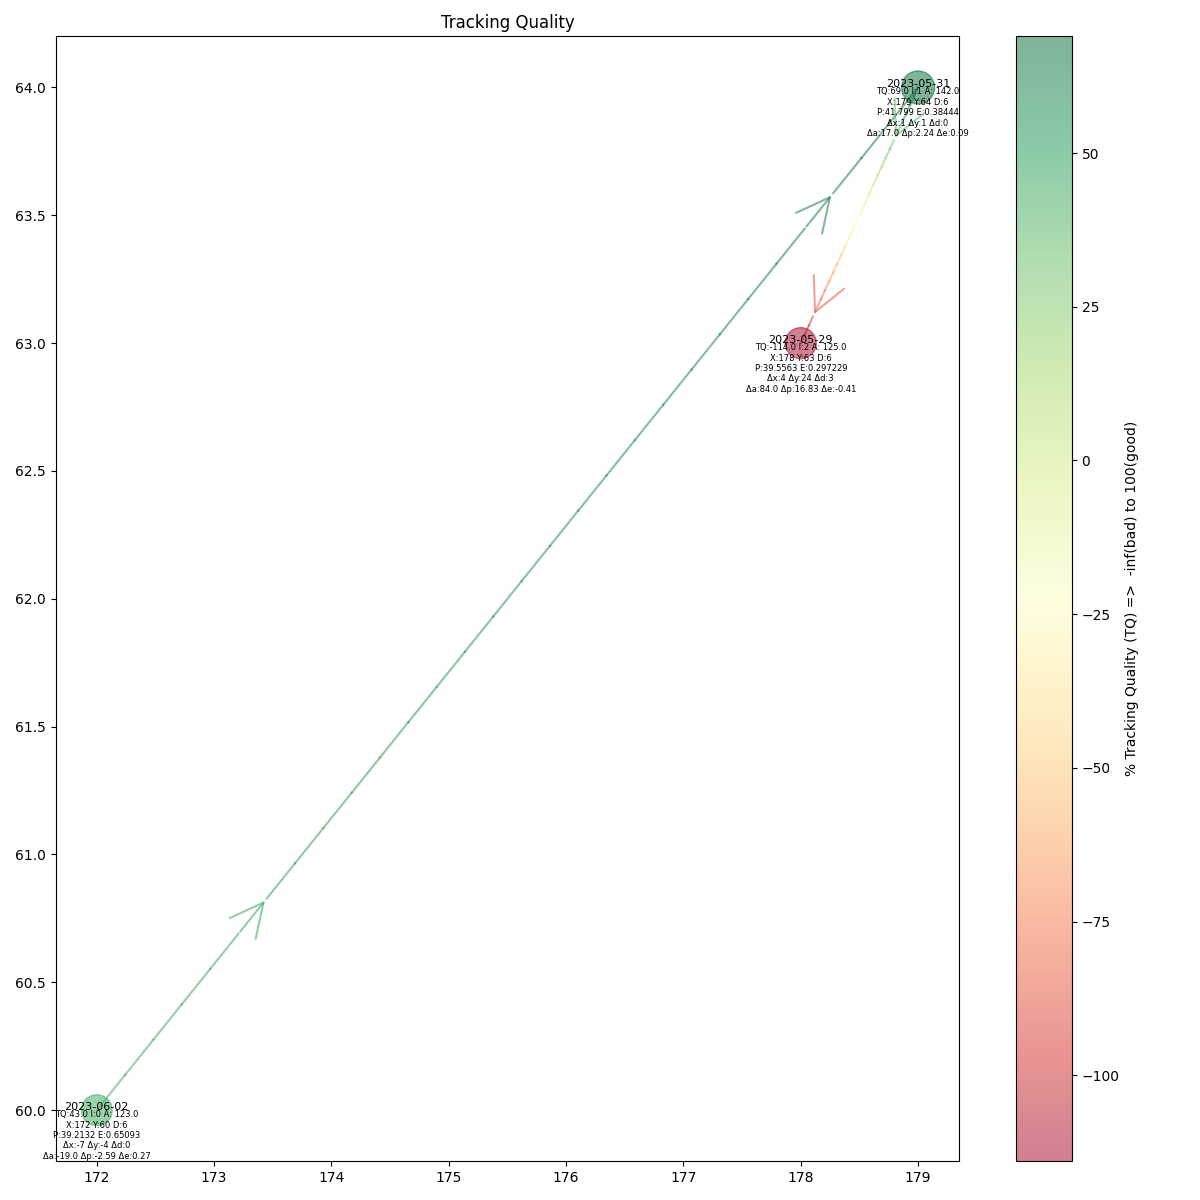 Tracking Quality
64.0
63.5
63.0
62.5
62.0
61.5
61.0
60.5
60.0
172
173
174
175
176
177
178
179
2023-05-31
TQ:69.0 I:1 A: 142.0
X:179 Y:64 D:6
P:41.799 E:0.38444
Δx:1 Δy:1 Δd:0
Δa:17.0 Δp:2.24 Δe:0.09
2023-05-29
TQ:-114.0 I:2 A: 125.0
X:178 Y:63 D:6
P:39.5563 E:0.297229
Δx:4 Δy:24 Δd:3
Δa:84.0 Δp:16.83 Δe:-0.41
2023-06-02
TQ:43.0 I:0 A: 123.0
X:172 Y:60 D:6
P:39.2132 E:0.65093
Δx:-7 Δy:-4 Δd:0
Δa:-19.0 Δp:-2.59 Δe:0.27
50
25
0
−25
−50
−75
−100
% Tracking Quality (TQ) => -inf(bad) to 100(good)